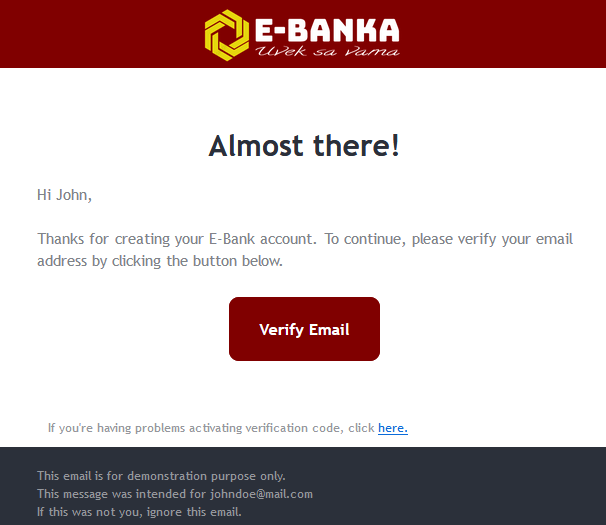 E-BANKA
Uvek sa vama
Almost there!
Hi John,
Thanks for creating your E-Bank account. To continue, please verify your email
address by clicking the button below.
Verify Email
If you're having problems activating verification code, click here.
This email is for demonstration purpose only.
This message was intended for johndoe@mail.com
If this was not you, ignore this email.